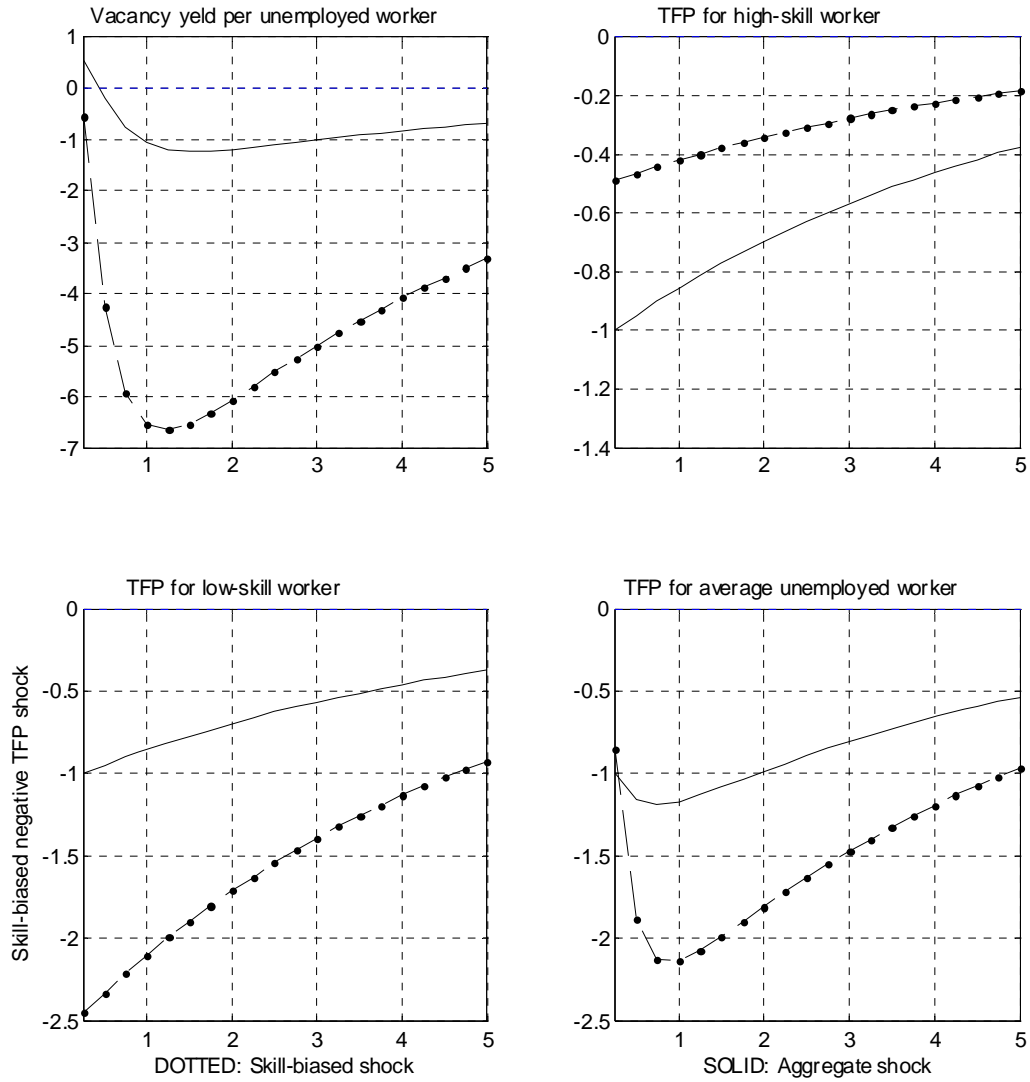 Vacancy yeld per unemployed worker
1
0
-1
-2
-3
-4
-5
-6
-7
1 2 3 4 5
TFP for high-skill worker
0
-0.2
-0.4
-0.6
-0.8
-1
-1.2
-1.4
1 2 3 4 5
TFP for low-skill worker
Skill-biased negative TFP shock
0
-0.5
-1
-1.5
-2
-2.5
1 2 3 4 5
DOTTED: Skill-biased shock
TFP for average unemployed worker
0
-0.5
-1
-1.5
-2
-2.5
1 2 3 4 5
SOLID: Aggregate shock